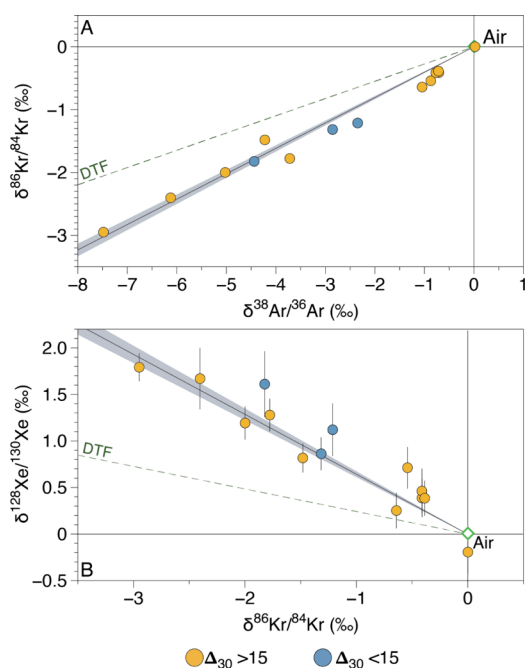 A
Air
0
−1
−2
−3
DTF
δ86Kr/84Kr (‰)
−8 −7 −6 −5 −4 −3 −2 −1 0 1
δ38Ar/36Ar (‰)
2.0
1.5
1.0
0.5
0
−0.5
DTF
δ128Xe/130Xe (‰)
Air
B
−3 −2 −1 0
δ86Kr/84Kr (‰)
Δ30 >15 Δ30 <15